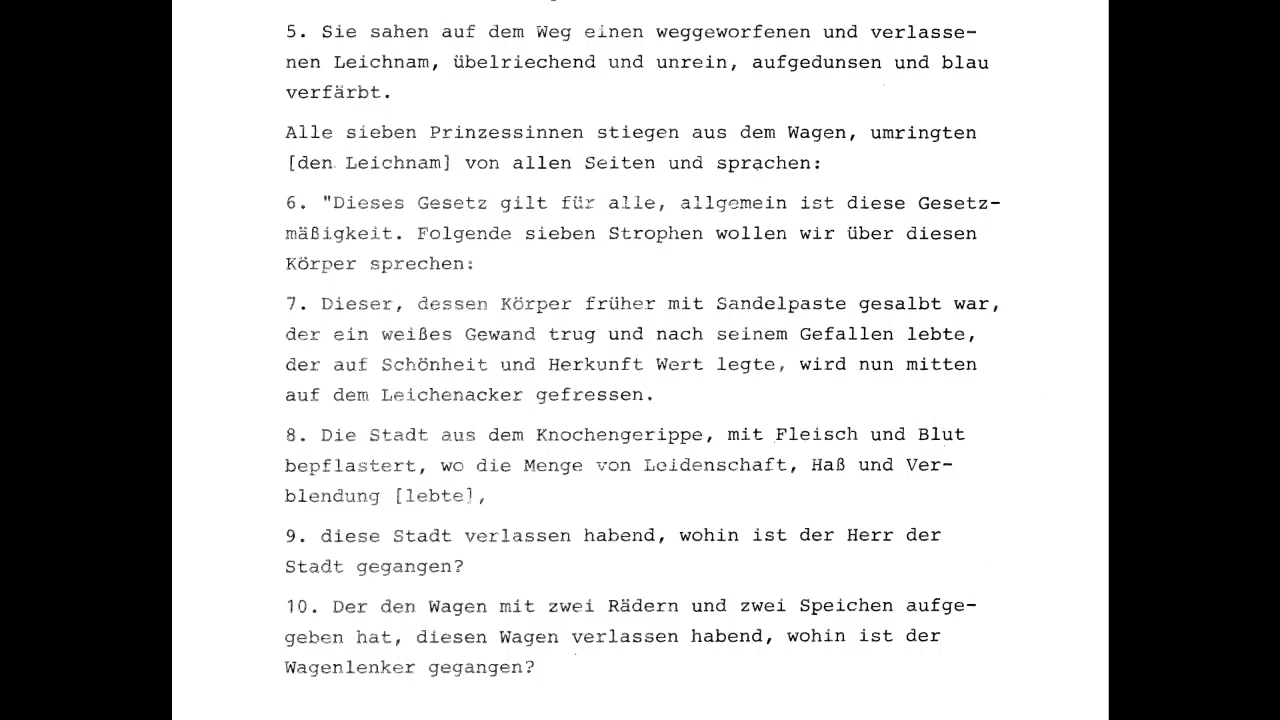 5. Sie sahen auf dem Weg einen weggeworfenen und verlasse-
nen Leichnam, übelriechend und unrein, aufgedunsen und blau
verfärbt.
Alle sieben Prinzessinnen stiegen aus dem Wagen, umringten
[den Leichnam] von allen Seiten und sprachen:
6. "Dieses Gesetz gilt für alle, allgemein ist diese Gesetz-
mäßigkeit. Folgende sieben Strophen wollen wir über diesen
Körper sprechen:
7. Dieser, dessen Körper früher mit Sandelpaste gesalbt war,
der ein weißes Gewand trug und nach seinem Gefallen lebte,
der auf Schönheit und Herkunft Wert legte, wird nun mitten
auf dem Leichenacker gefressen.
8. Die Stadt aus dem Knochengerippe, mit Fleisch und Blut
bepflastert, wo die Menge von Leidenschaft, Haß und Ver-
blendung [lebte],
9. diese Stadt verlassen habend, wohin ist der Herr der
Stadt gegangen?
10. Der den Wagen mit zwei Rädern und zwei Speichen aufge-
geben hat, diesen Wagen verlassen habend, wohin ist der
Wagenlenker gegangen?